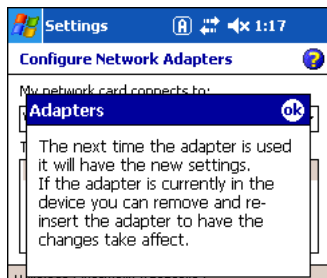 Settings A 1:17
Configure Network Adapters ?
My network card connects to:
Adapters ok
The next time the adapter is used
it will have the new settings.
If the adapter is currently in the
device you can remove and re-
insert the adapter to have the
changes take affect.